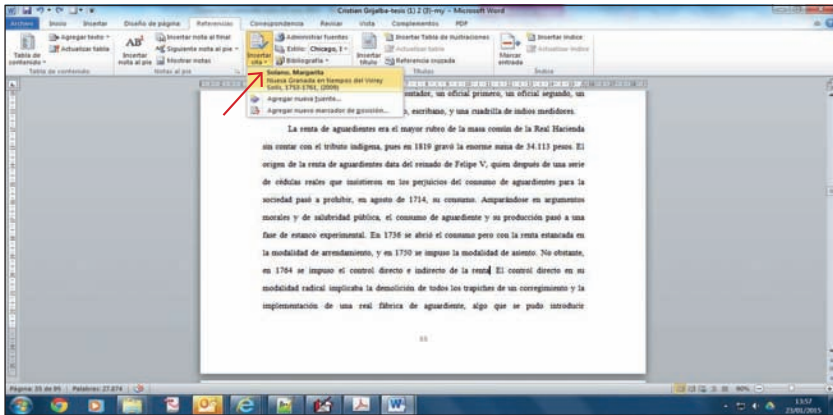 Cristian Grijalba-tesis (1) 2 (3)-my - Microsoft Word
Archivo Inicio Insertar Diseño de página Referencias Correspondencia Revisar Vista Complementos PDF
Tabla de contenido
Agregar texto
Actualizar tabla
Tabla de contenido
AB¹
Insertar nota al pie
Insertar nota al final
Siguiente nota al pie
Mostrar notas
Notas al pie
Insertar cita
Administrar fuentes
Estilo: Chicago, 1
Bibliografía
Insertar título
Insertar Tabla de ilustraciones
Actualizar tabla
Referencia cruzada
Títulos
Marcar entrada
Insertar índice
Actualizar índice
Índice
Solano, Margarita
Nueva Granada en tiempos del Virrey
Solís, 1753-1761, (2009)
Agregar nueva fuente...
Agregar nuevo marcador de posición...
contador, un oficial primero, un oficial segundo, un
, escribano, y una cuadrilla de indios medidores.
La renta de aguardientes era el mayor rubro de la masa común de la Real Hacienda
sin contar con el tributo indígena, pues en 1819 gravó la enorme suma de 34.113 pesos. El
origen de la renta de aguardientes data del reinado de Felipe V, quien después de una serie
de cédulas reales que insistieron en los perjuicios del consumo de aguardientes para la
sociedad pasó a prohibir, en agosto de 1714, su consumo. Amparándose en argumentos
morales y de salubridad pública, el consumo de aguardiente y su producción pasó a una
fase de estanco experimental. En 1736 se abrió el consumo pero con la renta estancada en
la modalidad de arrendamiento, y en 1750 se impuso la modalidad de asiento. No obstante,
en 1764 se impuso el control directo e indirecto de la renta. El control directo en su
modalidad radical implicaba la demolición de todos los trapiches de un corregimiento y la
implementación de una real fábrica de aguardiente, algo que se pudo introducir
Página: 35 de 95 Palabras: 27.874
90%
13:57
23/01/2015